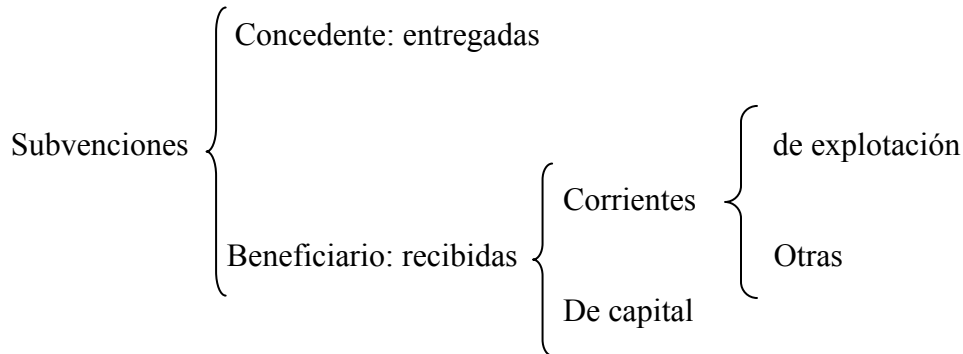 Concedente: entregadas
Subvenciones
de explotación
Corrientes
Beneficiario: recibidas
Otras
De capital